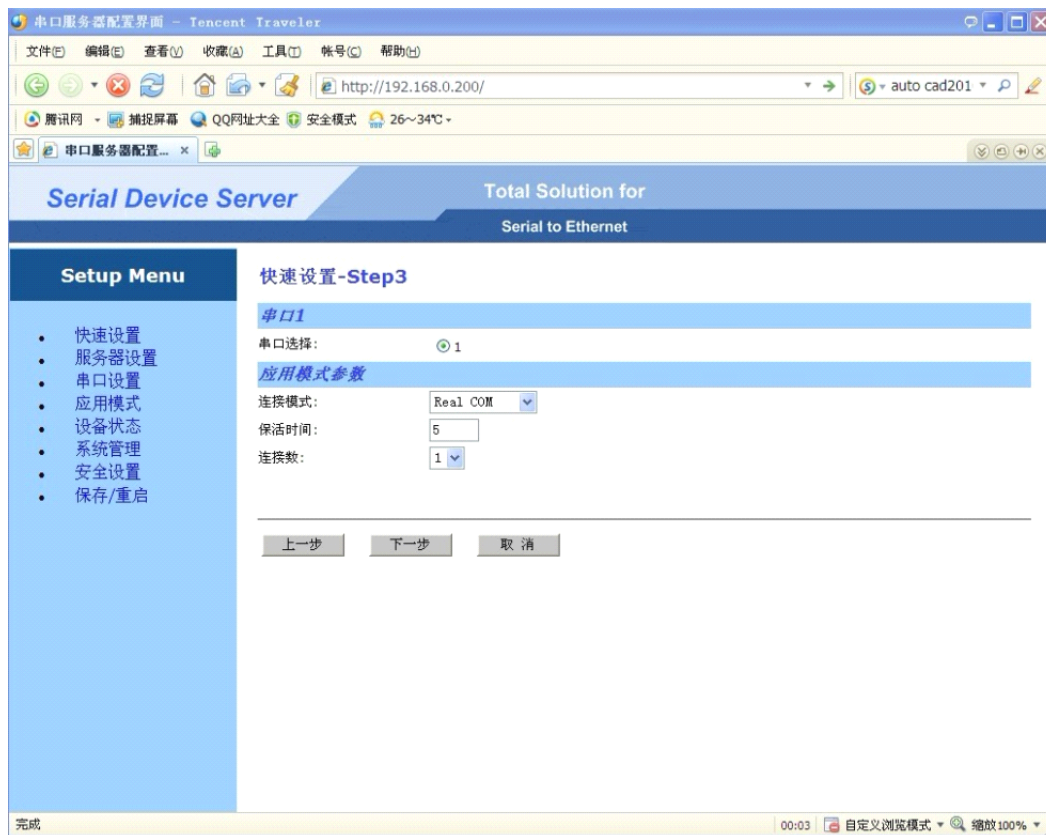 串口服务器配置界面 - Tencent Traveler
文件(F) 编辑(E) 查看(V) 收藏(A) 工具(T) 帐号(C) 帮助(H)
http://192.168.0.200/ auto cad201
腾讯网 捕捉屏幕 QQ网址大全 安全模式 26~34℃
串口服务器配置... ×
Serial Device Server
Total Solution for
Serial to Ethernet
Setup Menu
快速设置
服务器设置
串口设置
应用模式
设备状态
系统管理
安全设置
保存/重启
快速设置-Step3
串口1
串口选择: 1
应用模式参数
连接模式: Real COM
保活时间: 5
连接数: 1
上一步 下一步 取 消
完成 00:03 自定义浏览模式 缩放100%